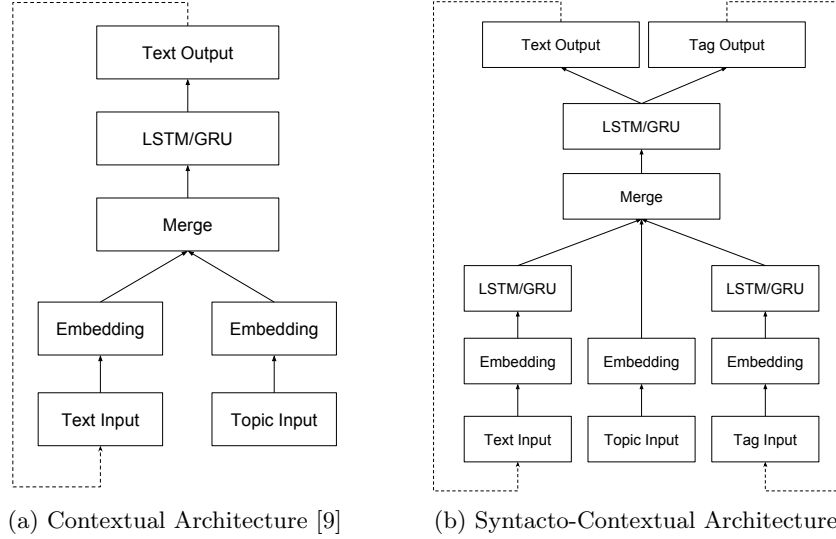 Text Output
LSTM/GRU
Merge
Embedding Embedding
Text Input Topic Input
(a) Contextual Architecture [9]
Text Output Tag Output
LSTM/GRU
Merge
LSTM/GRU LSTM/GRU
Embedding Embedding Embedding
Text Input Topic Input Tag Input
(b) Syntacto-Contextual Architecture